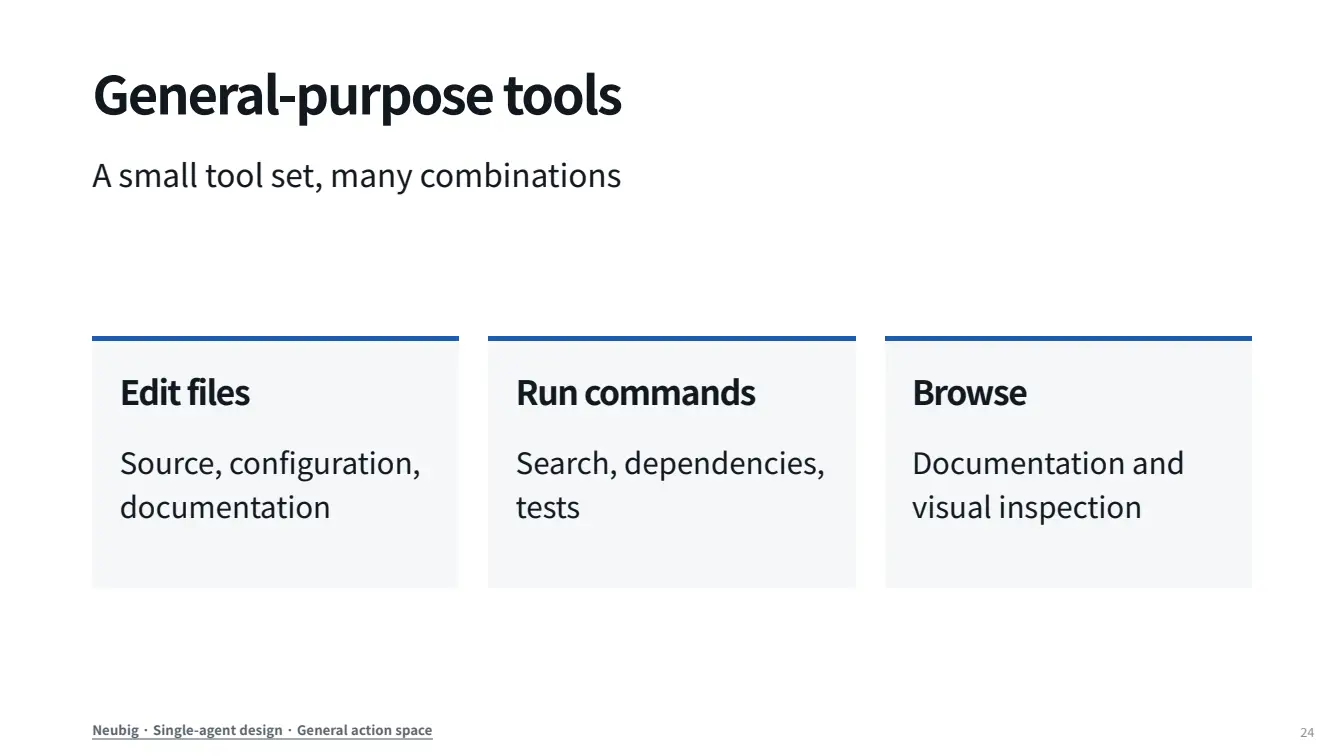 General-purpose tools
A small tool set, many combinations
Edit files
Source, configuration,
documentation
Run commands
Search, dependencies,
tests
Browse
Documentation and
visual inspection
Neubig · Single-agent design · General action space
24